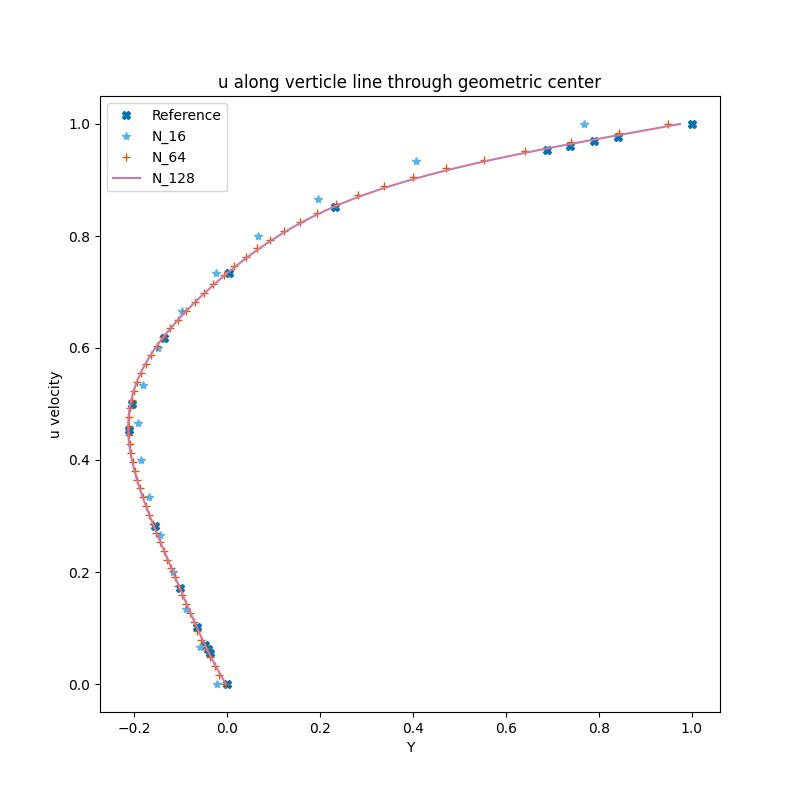 u along verticle line through geometric center
Reference
N_16
N_64
N_128
u velocity
1.0
0.8
0.6
0.4
0.2
0.0
−0.2
0.0
0.2
0.4
0.6
0.8
1.0
Y